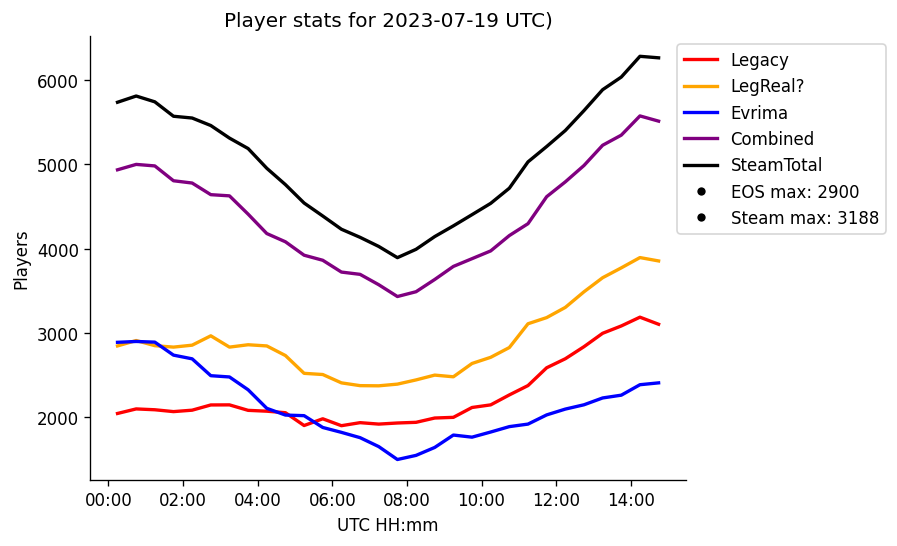 Player stats for 2023-07-19 UTC)
Players
6000
5000
4000
3000
2000
00:00 02:00 04:00 06:00 08:00 10:00 12:00 14:00
UTC HH:mm
Legacy
LegReal?
Evrima
Combined
SteamTotal
EOS max: 2900
Steam max: 3188